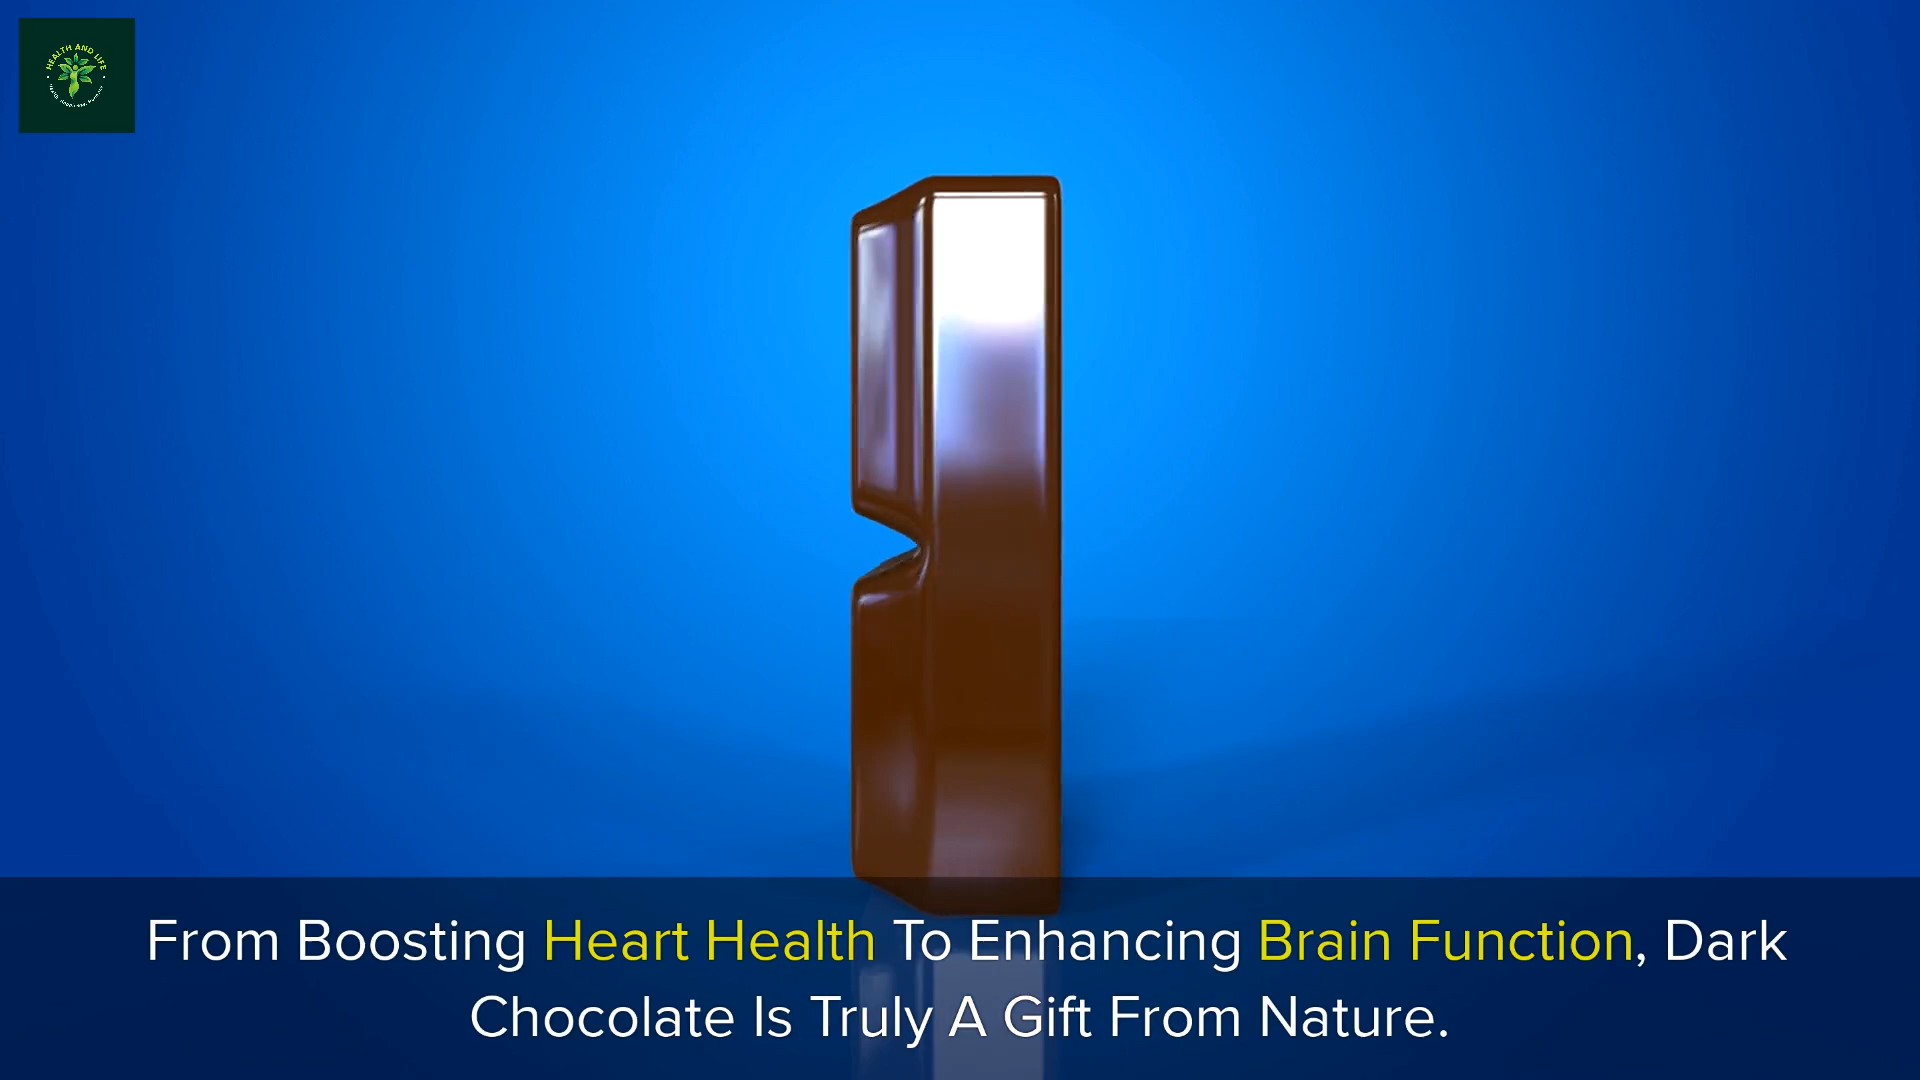 HEALTH AND LIFE
From Boosting Heart Health To Enhancing Brain Function, Dark
Chocolate Is Truly A Gift From Nature.